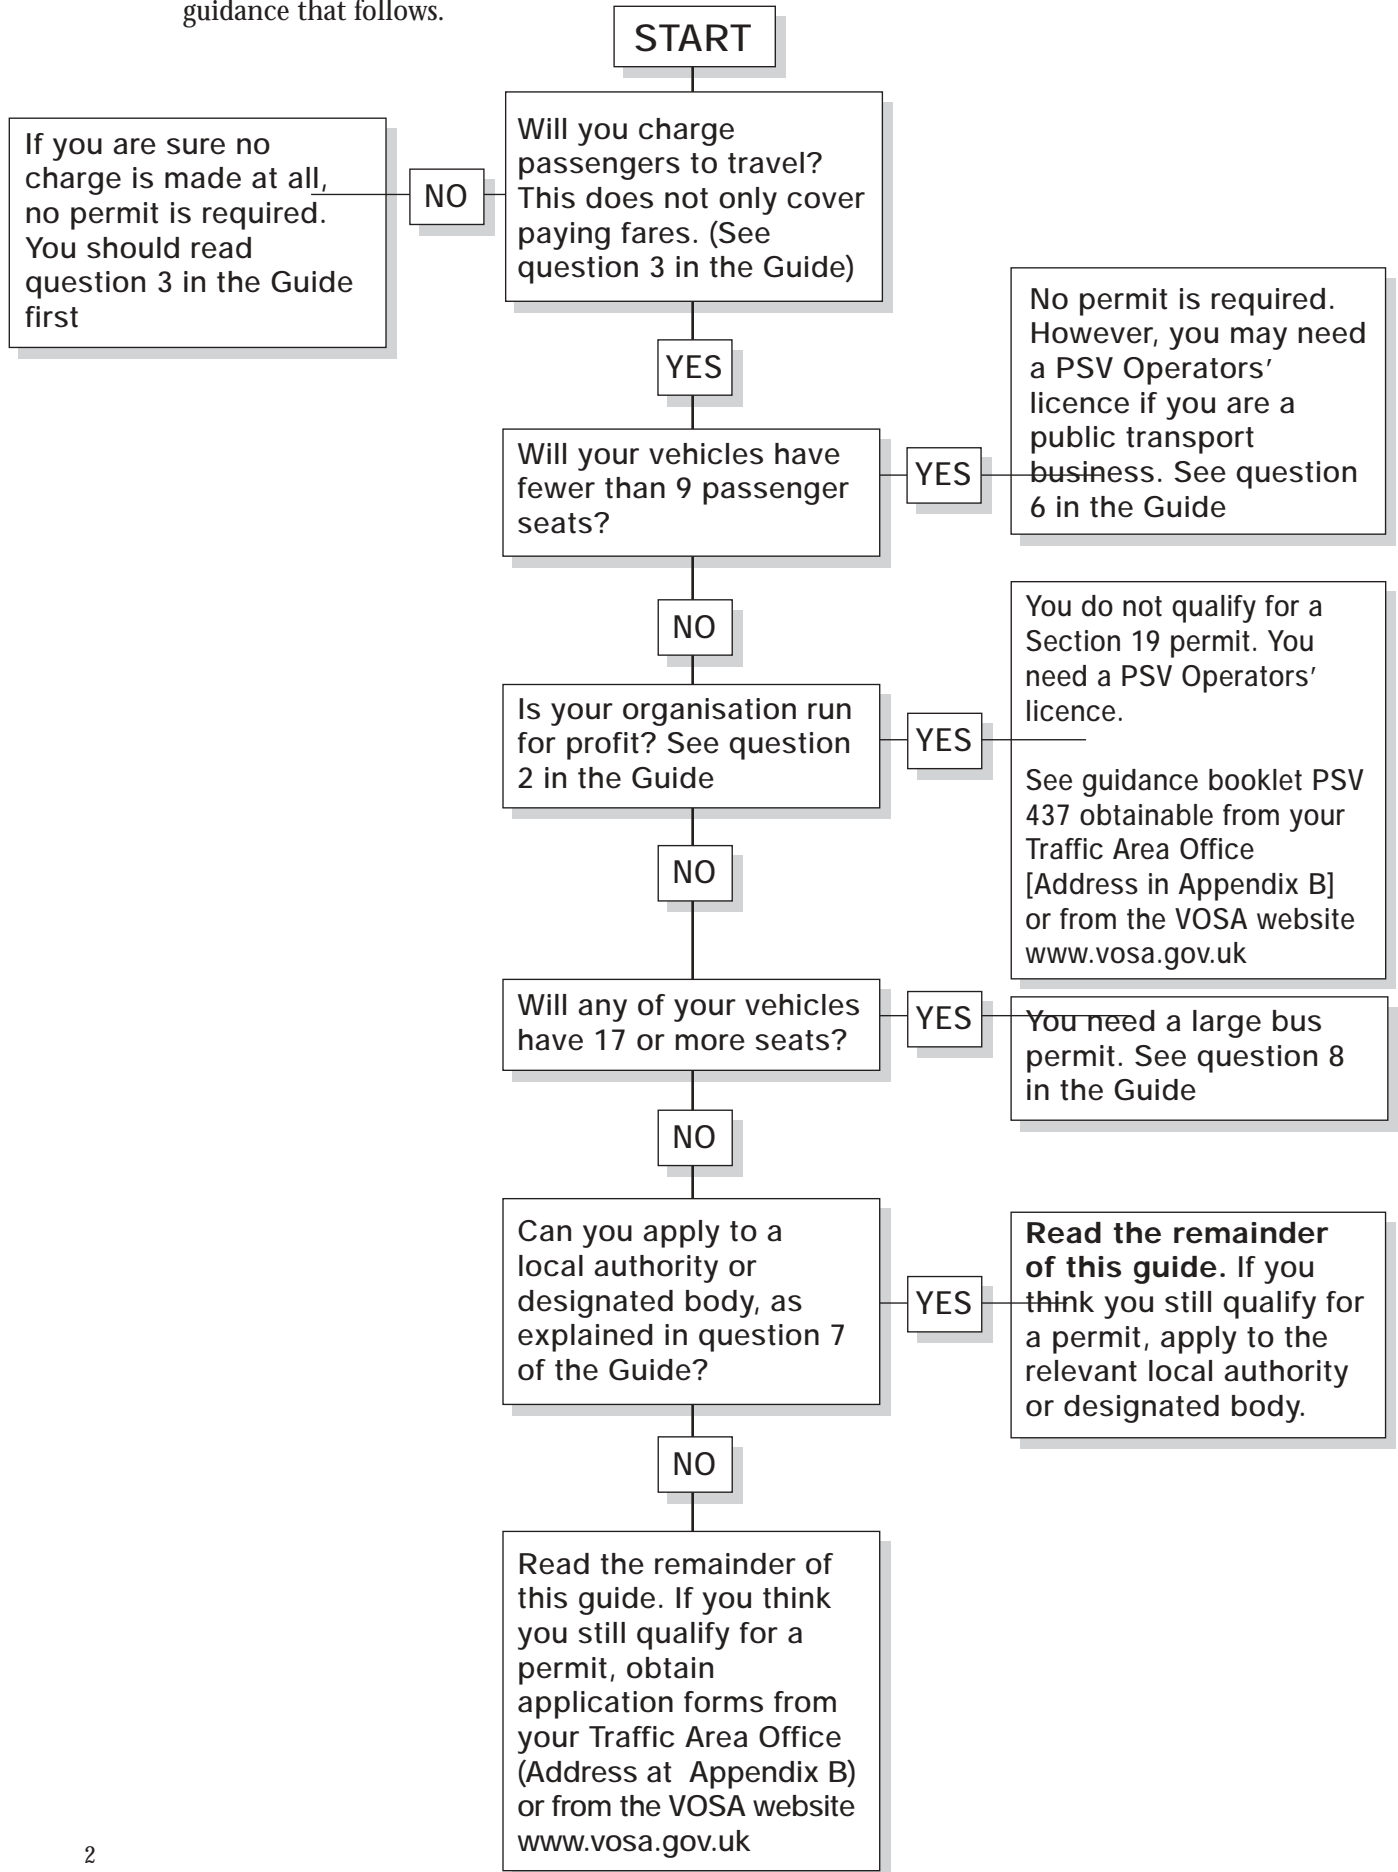 guidance that follows.
START
Will you charge
passengers to travel?
This does not only cover
paying fares. (See
question 3 in the Guide)
NO
If you are sure no
charge is made at all,
no permit is required.
You should read
question 3 in the Guide
first
YES
Will your vehicles have
fewer than 9 passenger
seats?
YES
No permit is required.
However, you may need
a PSV Operators’
licence if you are a
public transport
business. See question
6 in the Guide
NO
Is your organisation run
for profit? See question
2 in the Guide
YES
You do not qualify for a
Section 19 permit. You
need a PSV Operators’
licence.
See guidance booklet PSV
437 obtainable from your
Traffic Area Office
[Address in Appendix B]
or from the VOSA website
www.vosa.gov.uk
NO
Will any of your vehicles
have 17 or more seats?
YES
You need a large bus
permit. See question 8
in the Guide
NO
Can you apply to a
local authority or
designated body, as
explained in question 7
of the Guide?
YES
Read the remainder
of this guide. If you
think you still qualify for
a permit, apply to the
relevant local authority
or designated body.
NO
Read the remainder of
this guide. If you think
you still qualify for a
permit, obtain
application forms from
your Traffic Area Office
(Address at Appendix B)
or from the VOSA website
www.vosa.gov.uk
2